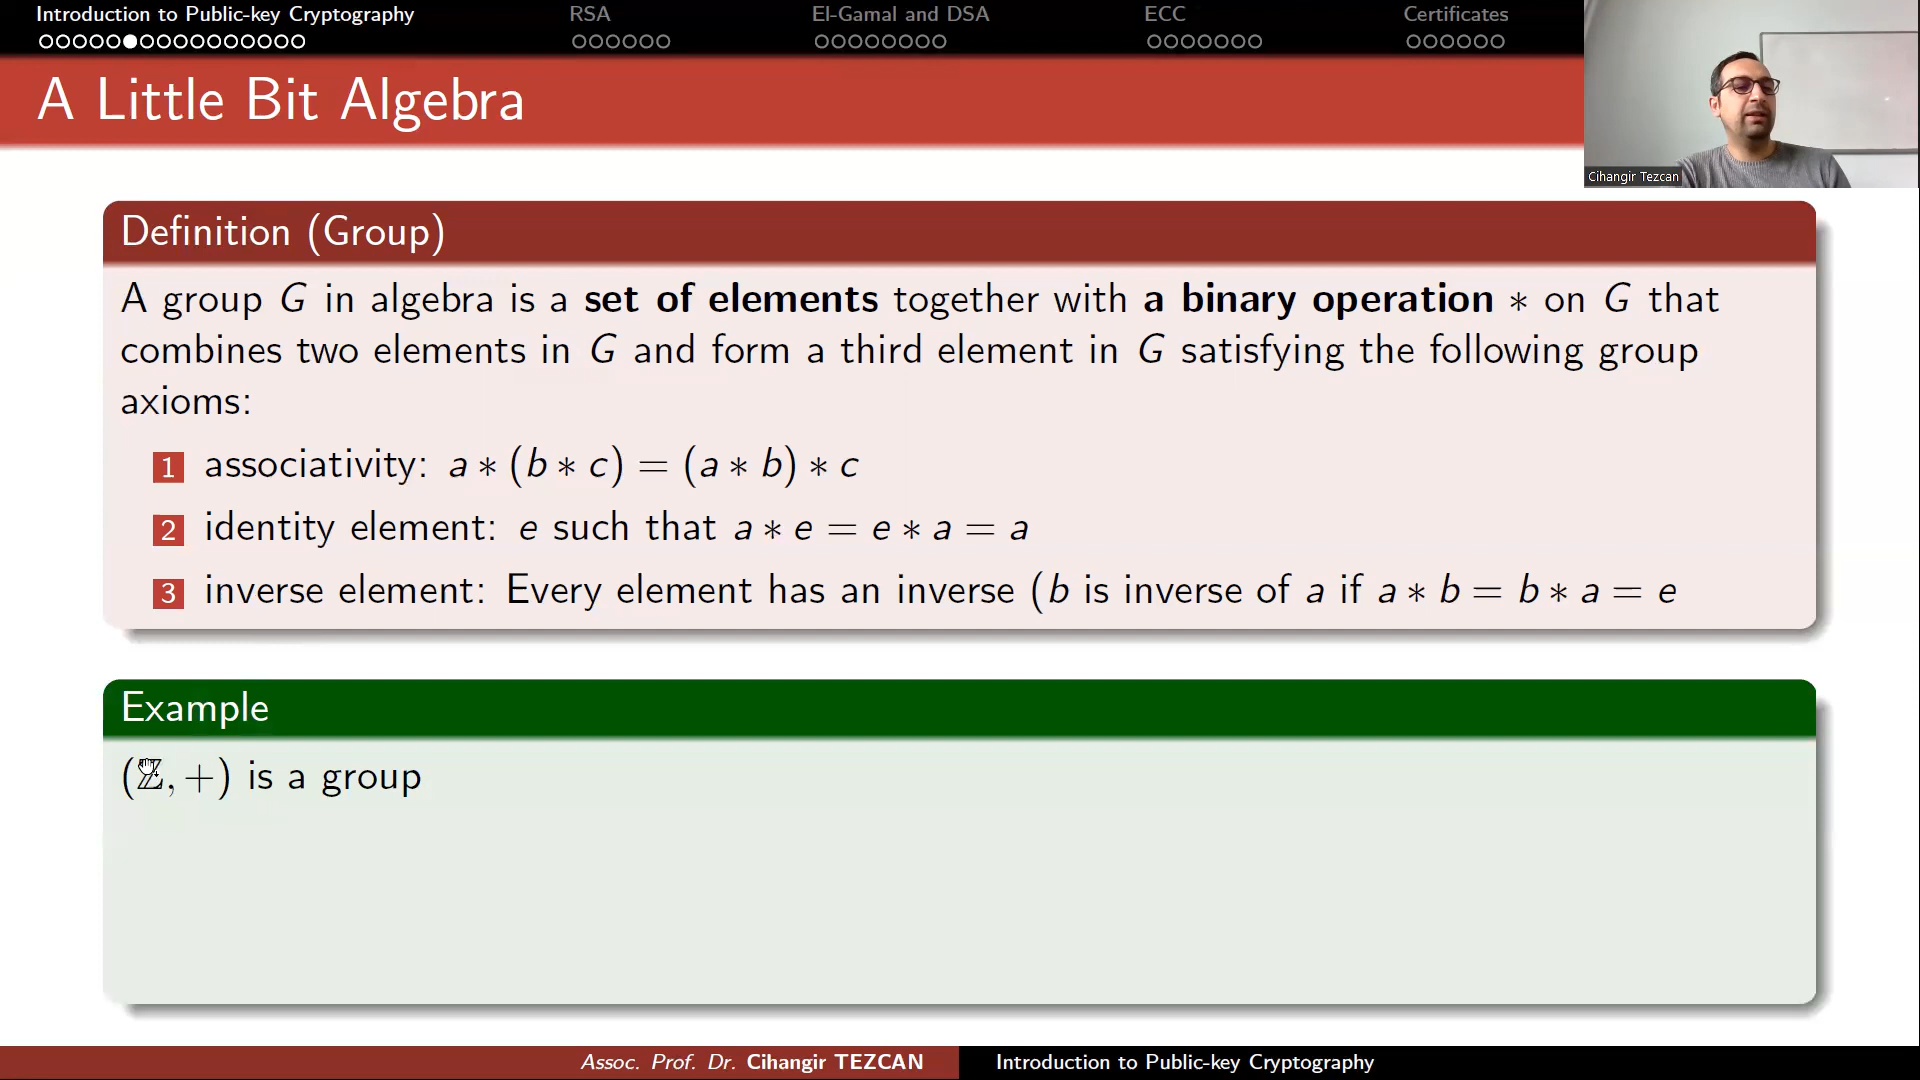 Introduction to Public-key Cryptography RSA El-Gamal and DSA ECC Certificates
A Little Bit Algebra
Cihangir Tezcan
Definition (Group)
A group G in algebra is a set of elements together with a binary operation ∗ on G that
combines two elements in G and form a third element in G satisfying the following group
axioms:
1 associativity: a ∗ (b ∗ c) = (a ∗ b) ∗ c
2 identity element: e such that a ∗ e = e ∗ a = a
3 inverse element: Every element has an inverse (b is inverse of a if a ∗ b = b ∗ a = e
Example
(ℤ, +) is a group
Assoc. Prof. Dr. Cihangir TEZCAN Introduction to Public-key Cryptography